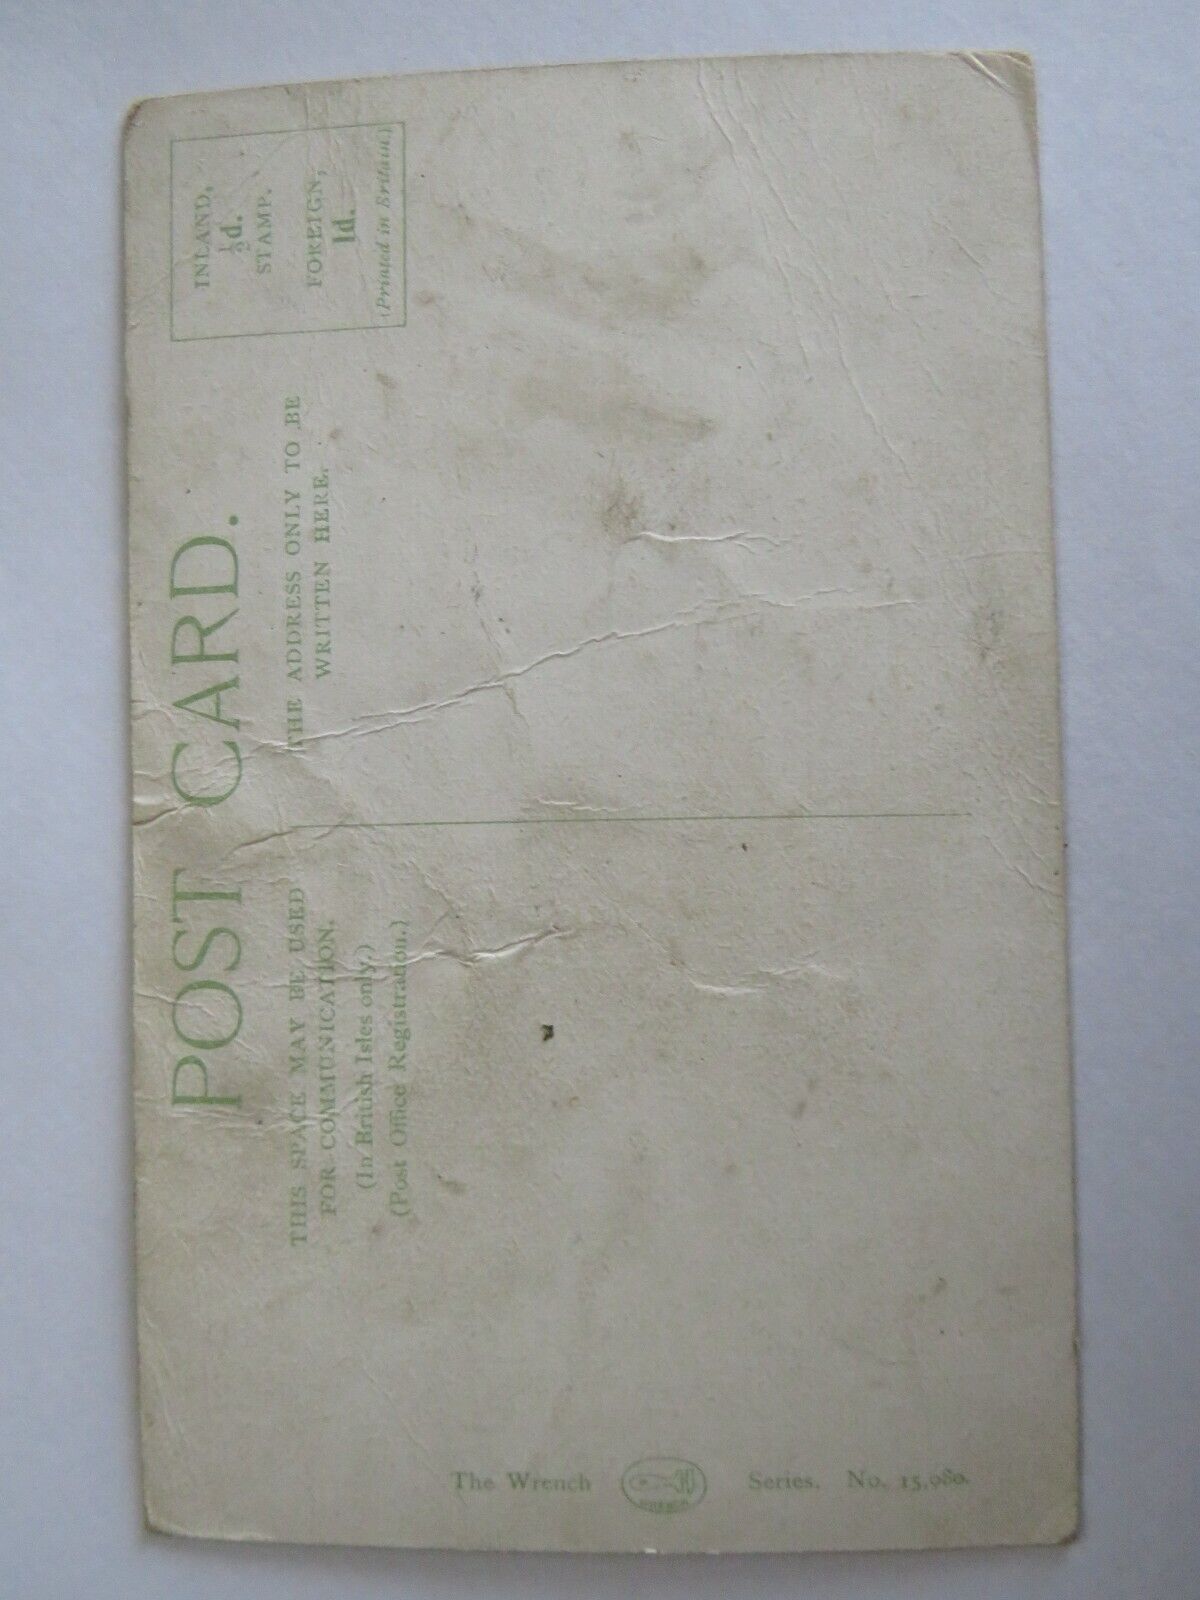 POST CARD.
THIS SPACE MAY BE USED
FOR COMMUNICATION.
(In British Isles only.)
(Post Office Registration.)
THE ADDRESS ONLY TO BE
WRITTEN HERE.
INLAND,
½d.
STAMP.
FOREIGN,
1d.
(Printed in Britain.)
The Wrench
WRENCH
Series. No. 15,980.